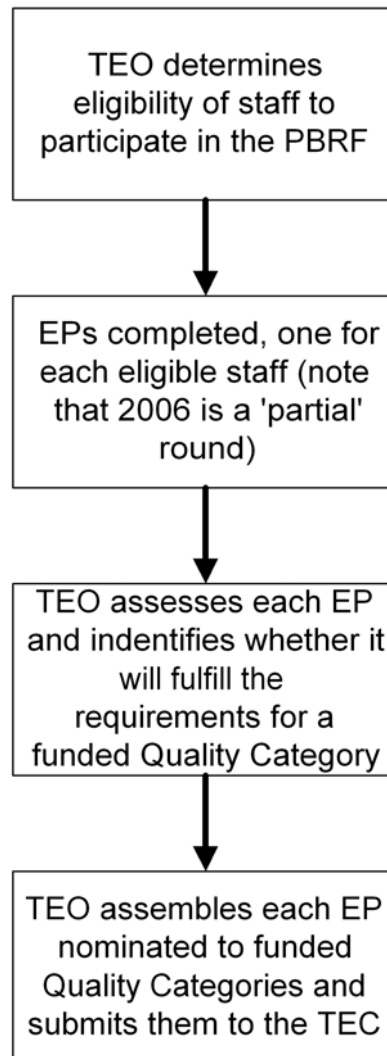 TEO determines
eligibility of staff to
participate in the PBRF
EPs completed, one for
each eligible staff (note
that 2006 is a 'partial'
round)
TEO assesses each EP
and indentifies whether it
will fulfill the
requirements for a
funded Quality Category
TEO assembles each EP
nominated to funded
Quality Categories and
submits them to the TEC